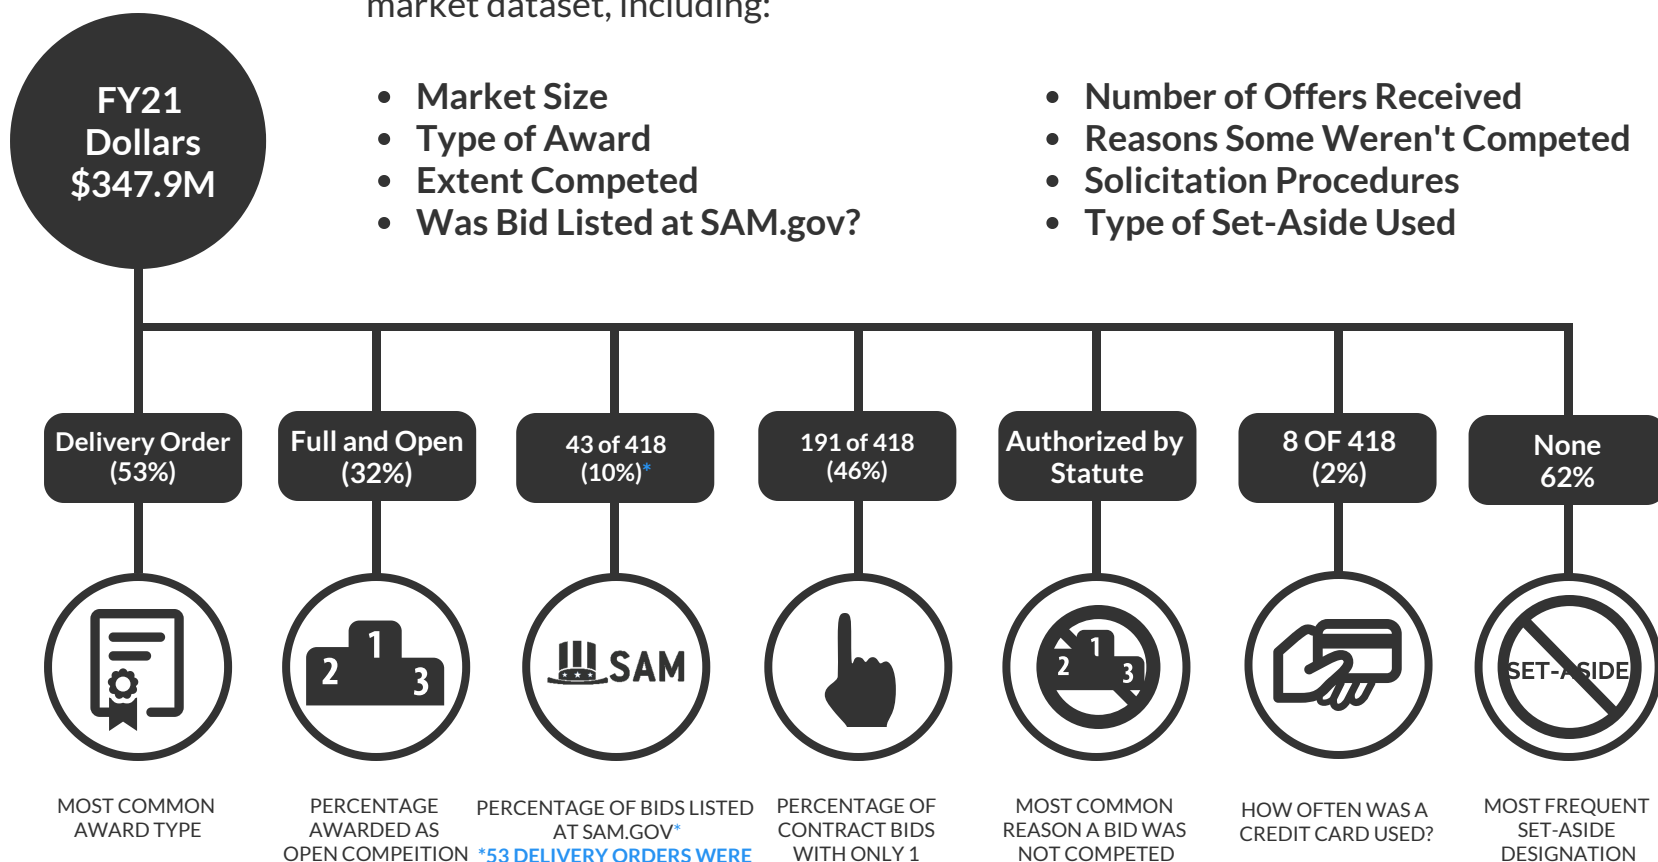 market dataset, including:
FY21
Dollars
$347.9M
• Market Size
• Type of Award
• Extent Competed
• Was Bid Listed at SAM.gov?
• Number of Offers Received
• Reasons Some Weren't Competed
• Solicitation Procedures
• Type of Set-Aside Used
Delivery Order
(53%)
Full and Open
(32%)
43 of 418
(10%)*
191 of 418
(46%)
Authorized by
Statute
8 OF 418
(2%)
None
62%
2 1 3
SAM
2 1 3
SET-ASIDE
MOST COMMON
AWARD TYPE
PERCENTAGE
AWARDED AS
OPEN COMPEITION
PERCENTAGE OF BIDS LISTED
AT SAM.GOV*
*53 DELIVERY ORDERS WERE
PERCENTAGE OF
CONTRACT BIDS
WITH ONLY 1
MOST COMMON
REASON A BID WAS
NOT COMPETED
HOW OFTEN WAS A
CREDIT CARD USED?
MOST FREQUENT
SET-ASIDE
DESIGNATION